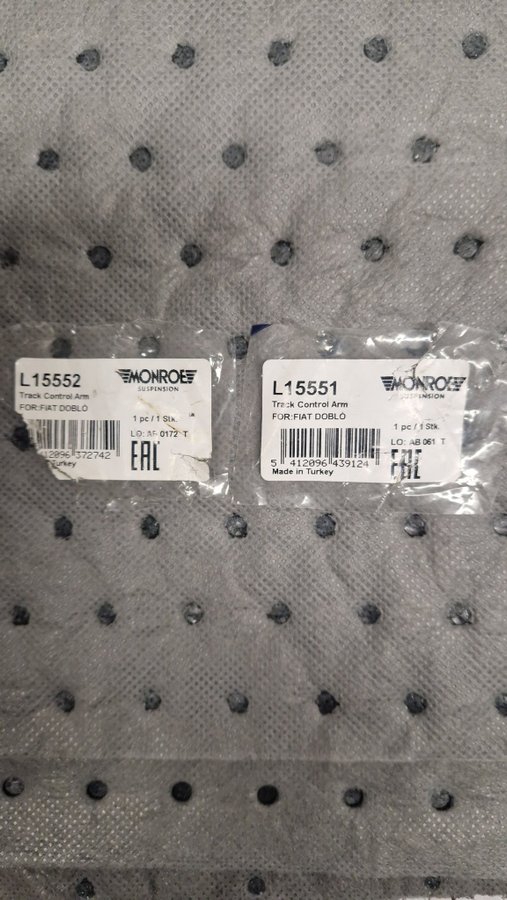 L15552
MONROE
SUSPENSION
Track Control Arm
FOR:FIAT DOBLÒ
1 pc / 1 Stk.
LO: AB 0172 T
412096 372742
EAC
Turkey
L15551
MONROE
SUSPENSION
Track Control Arm
FOR:FIAT DOBLÒ
1 pc / 1 Stk.
LO: AB 061 T
5 412096 439124
EAC
Made in Turkey